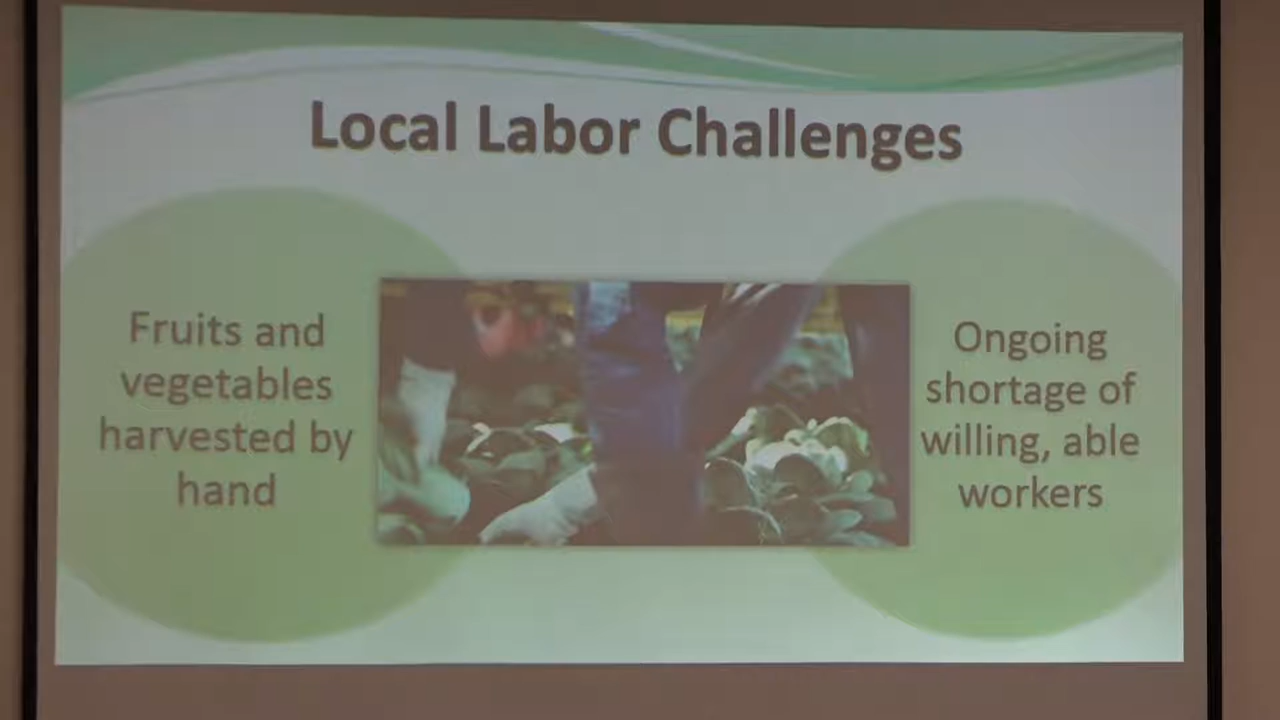 Local Labor Challenges
Fruits and
vegetables
harvested by
hand
Ongoing
shortage of
willing, able
workers